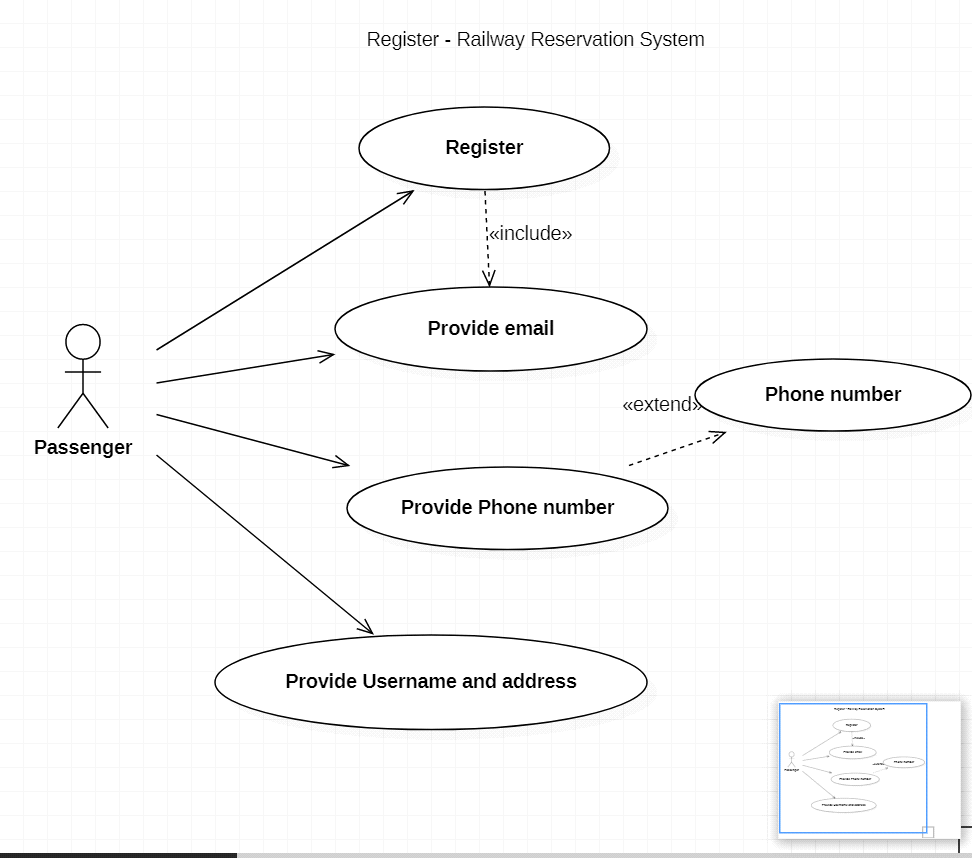 Register - Railway Reservation System
Register
«include»
Provide email
Phone number
«extend»
Passenger
Provide Phone number
Provide Username and address